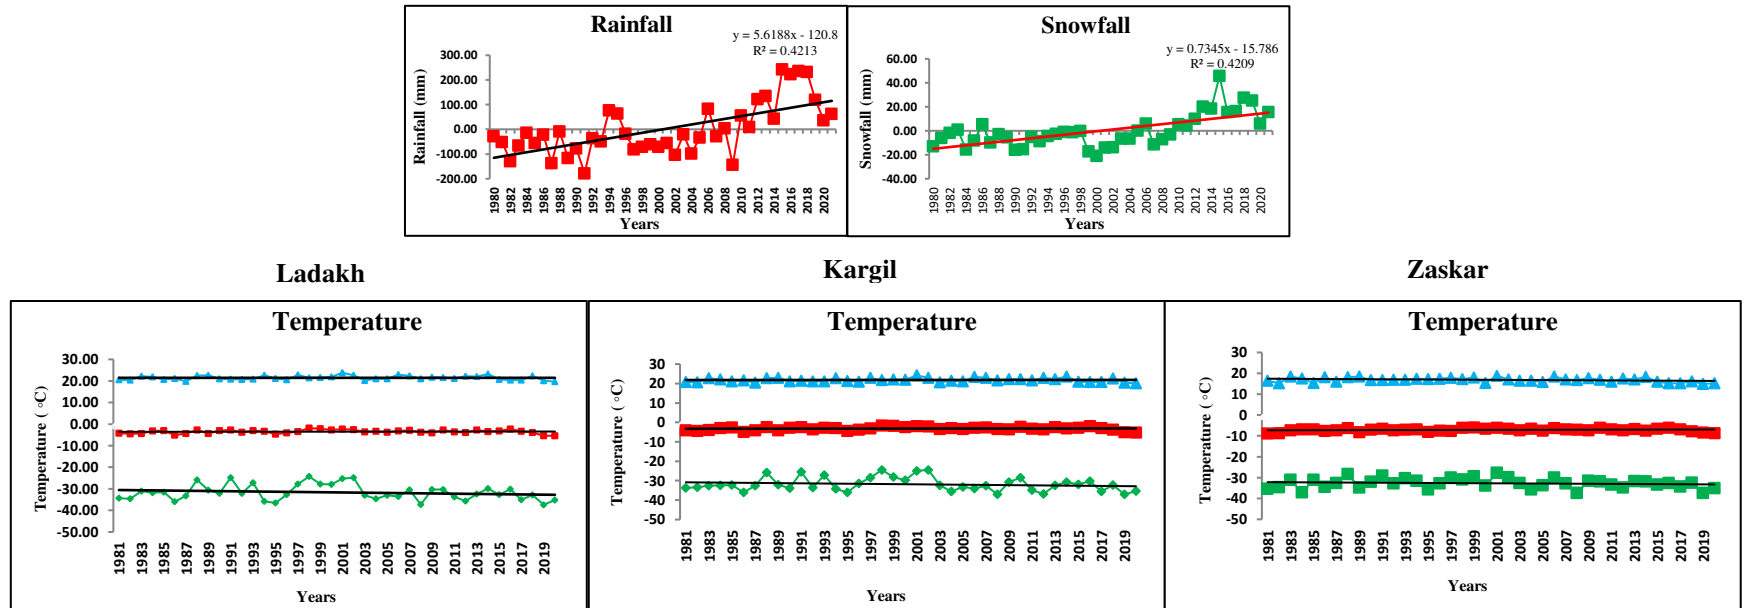 Rainfall
y = 5.6188x - 120.8
R² = 0.4213
Rainfall (mm)
300.00
200.00
100.00
0.00
-100.00
-200.00
1980 1982 1984 1986 1988 1990 1992 1994 1996 1998 2000 2002 2004 2006 2008 2010 2012 2014 2016 2018 2020
Years
Snowfall
y = 0.7345x - 15.786
R² = 0.4209
Snowfall (mm)
60.00
40.00
20.00
0.00
-20.00
-40.00
1980 1982 1984 1986 1988 1990 1992 1994 1996 1998 2000 2002 2004 2006 2008 2010 2012 2014 2016 2018 2020
Years
Ladakh
Temperature
Temperature ( °C)
30.00
20.00
10.00
0.00
-10.00
-20.00
-30.00
-40.00
-50.00
1981 1983 1985 1987 1989 1991 1993 1995 1997 1999 2001 2003 2005 2007 2009 2011 2013 2015 2017 2019
Years
Kargil
Temperature
Temperature ( °C)
30
20
10
0
-10
-20
-30
-40
-50
1981 1983 1985 1987 1989 1991 1993 1995 1997 1999 2001 2003 2005 2007 2009 2011 2013 2015 2017 2019
Years
Zaskar
Temperature
Temperature ( °C)
30
20
10
0
-10
-20
-30
-40
-50
1981 1983 1985 1987 1989 1991 1993 1995 1997 1999 2001 2003 2005 2007 2009 2011 2013 2015 2017 2019
Years